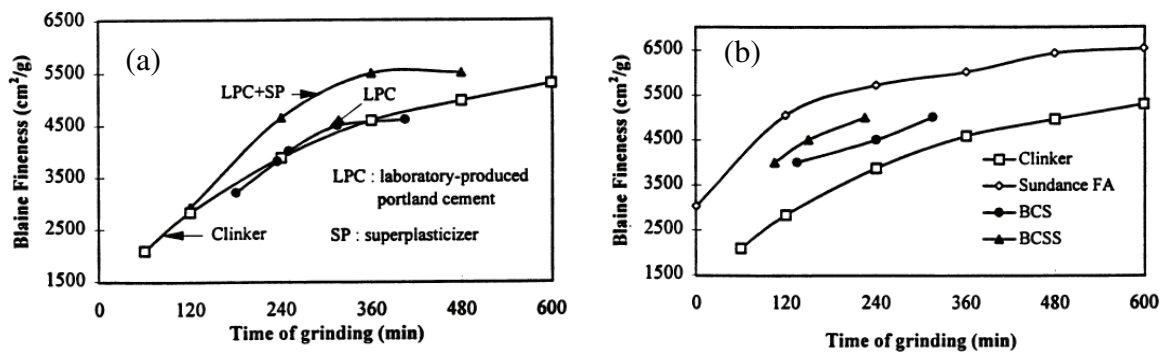 (a)
Blaine Fineness (cm²/g)
6500
5500
4500
3500
2500
1500
LPC+SP
LPC
LPC : laboratory-produced
portland cement
SP : superplasticizer
Clinker
0 120 240 360 480 600
Time of grinding (min)
(b)
Blaine Fineness (cm²/g)
6500
5500
4500
3500
2500
1500
Clinker
Sundance FA
BCS
BCSS
0 120 240 360 480 600
Time of grinding (min)